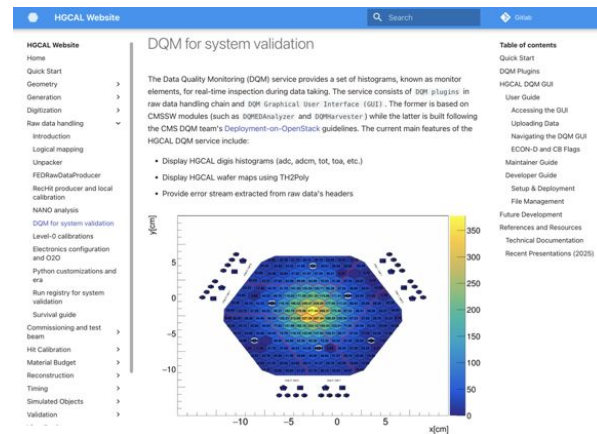 HGCAL Website
Search
Gitlab
HGCAL Website
Home
Quick Start
Geometry
Generation
Digitization
Raw data handling
Introduction
Logical mapping
Unpacker
FEDRawDataProducer
RecHit producer and local
calibration
NANO analysis
DQM for system validation
Level-0 calibrations
Electronics configuration
and O2O
Python customizations and
era
Run registry for system
validation
Survival guide
Commissioning and test
beam
Hit Calibration
Material Budget
Reconstruction
Timing
Simulated Objects
Validation
DQM for system validation
The Data Quality Monitoring (DQM) service provides a set of histograms, known as monitor
elements, for real-time inspection during data taking. The service consists of DQM plugins in
raw data handling chain and DQM Graphical User Interface (GUI). The former is based on
CMSSW modules (such as DQMEDAnalyzer and DQMHarvester) while the latter is built following
the CMS DQM team's Deployment-on-OpenStack guidelines. The current main features of the
HGCAL DQM service include:
• Display HGCAL digis histograms (adc, adcm, tot, toa, etc.)
• Display HGCAL wafer maps using TH2Poly
• Provide error stream extracted from raw data's headers
y[cm]
5
0
−5
−10
−10
−5
0
5
x[cm]
350
300
250
200
150
100
50
0
Table of contents
Quick Start
DQM Plugins
HGCAL DQM GUI
User Guide
Accessing the GUI
Uploading Data
Navigating the DQM GUI
ECON-D and CB Flags
Maintainer Guide
Developer Guide
Setup & Deployment
File Management
Future Development
References and Resources
Technical Documentation
Recent Presentations (2025)